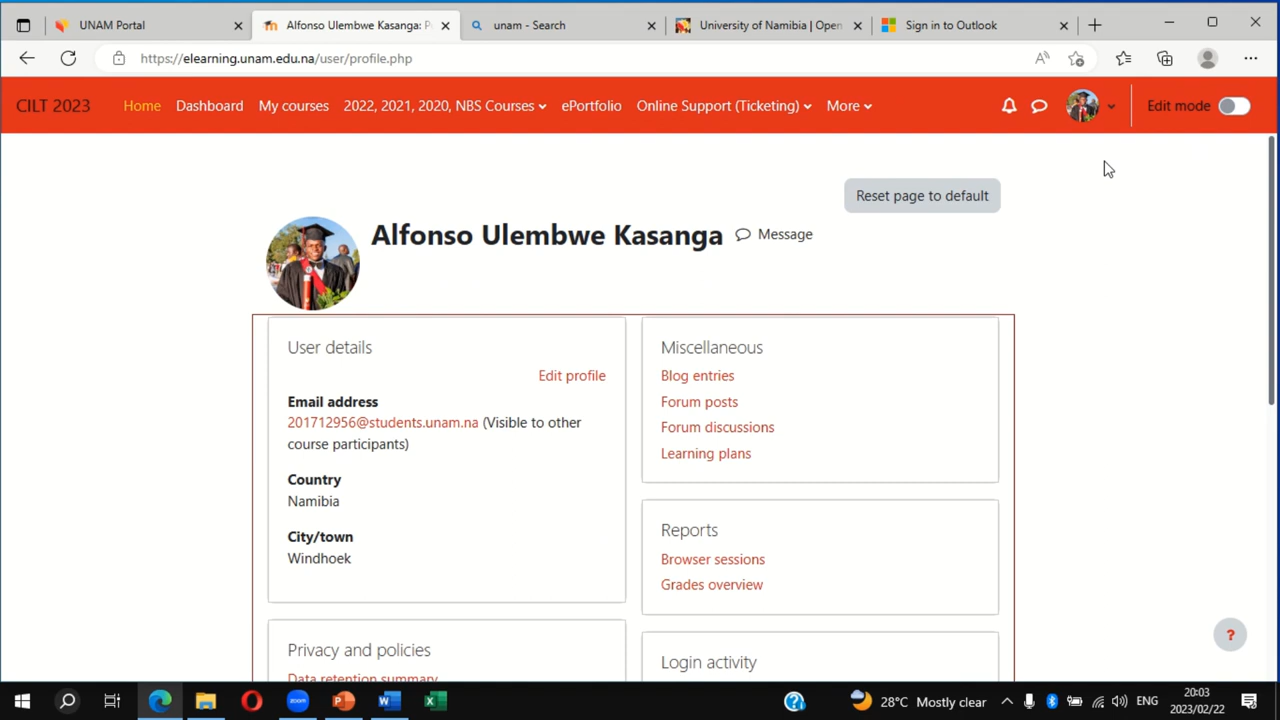 UNAM Portal
Alfonso Ulembwe Kasanga: P
unam - Search
University of Namibia | Open
Sign in to Outlook
https://elearning.unam.edu.na/user/profile.php
CILT 2023
Home
Dashboard
My courses
2022, 2021, 2020, NBS Courses
ePortfolio
Online Support (Ticketing)
More
Edit mode
Reset page to default
Alfonso Ulembwe Kasanga
Message
User details
Edit profile
Email address
201712956@students.unam.na (Visible to other
course participants)
Country
Namibia
City/town
Windhoek
Privacy and policies
Data retention summary
Miscellaneous
Blog entries
Forum posts
Forum discussions
Learning plans
Reports
Browser sessions
Grades overview
Login activity
?
zoom
28°C Mostly clear
ENG
20:03
2023/02/22